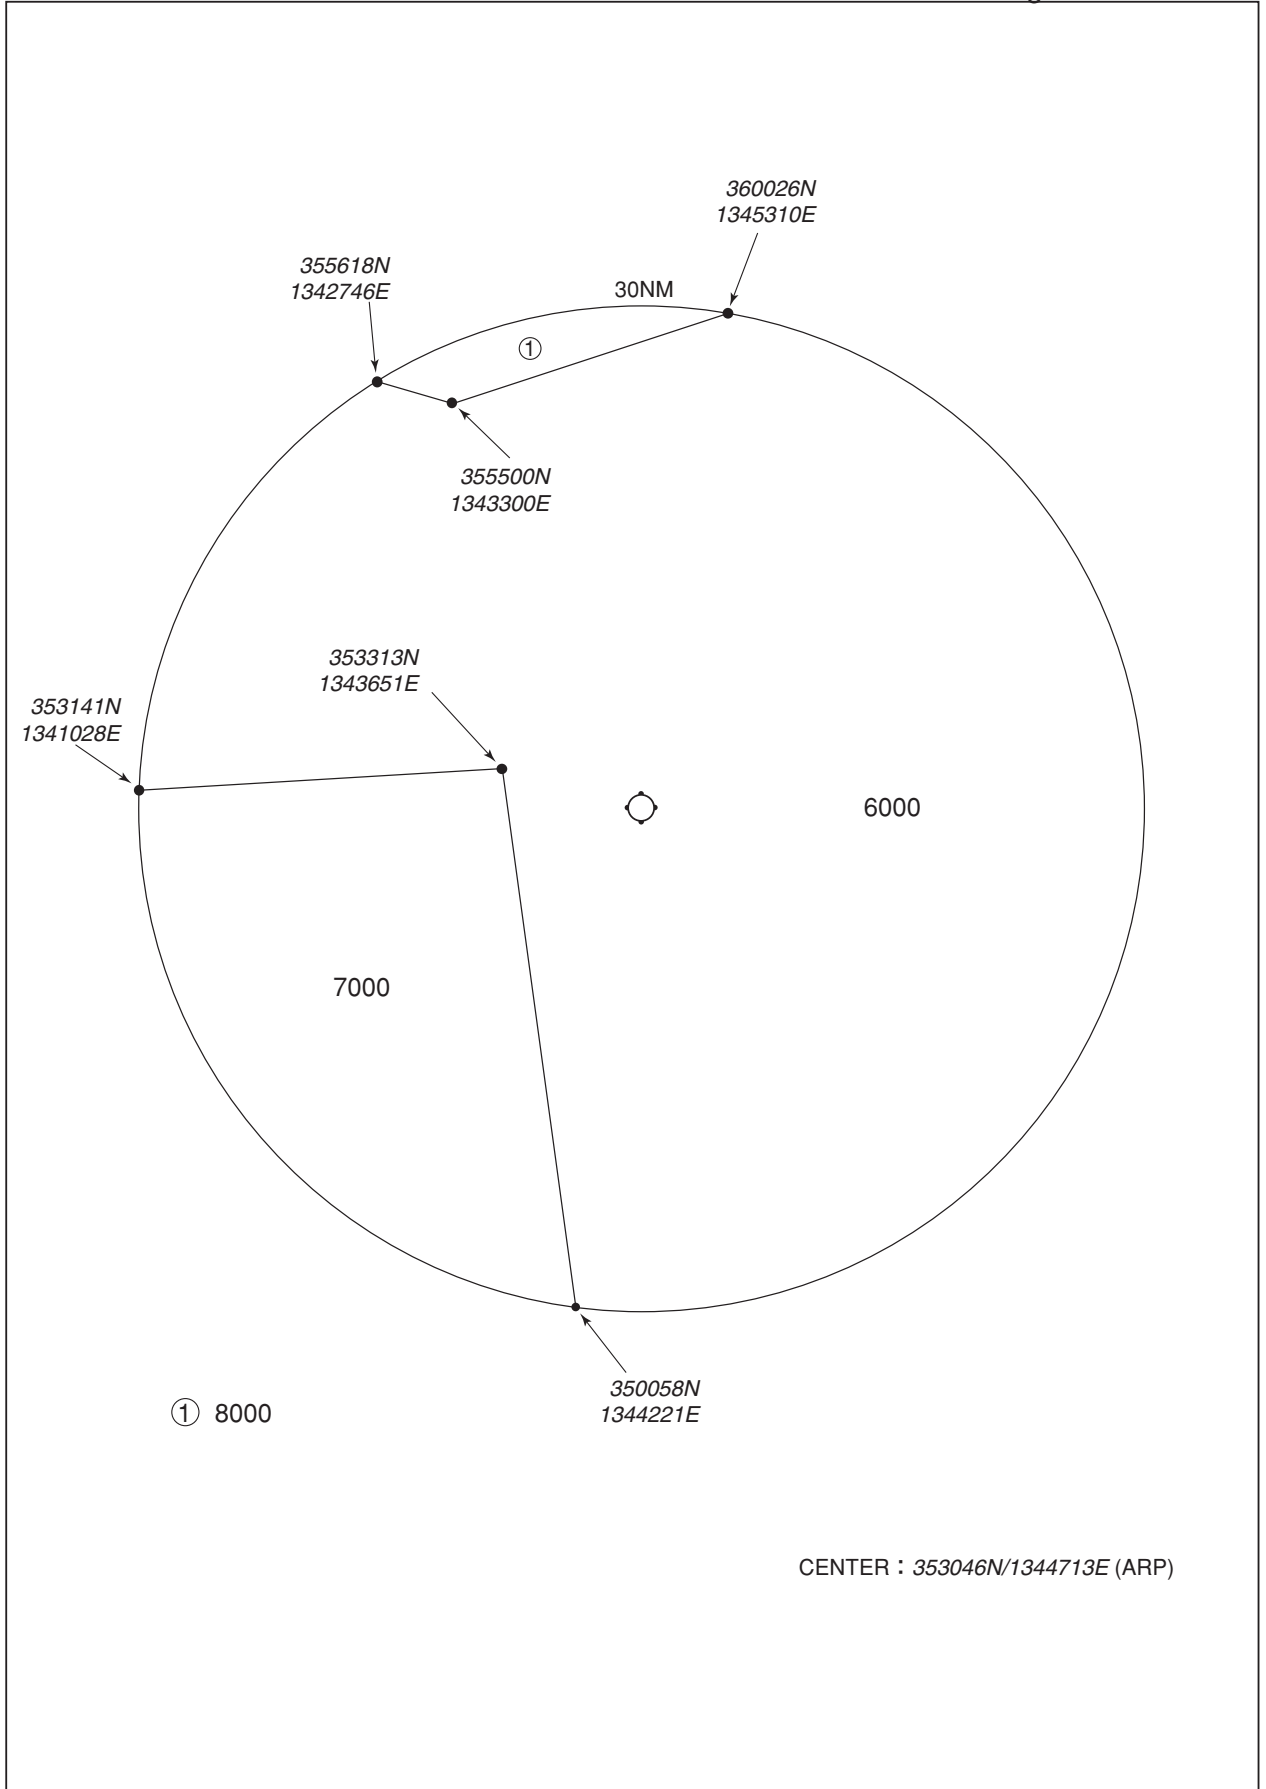 360026N
1345310E
355618N
1342746E
30NM
①
355500N
1343300E
353313N
1343651E
353141N
1341028E
6000
7000
350058N
1344221E
① 8000
CENTER : 353046N/1344713E (ARP)